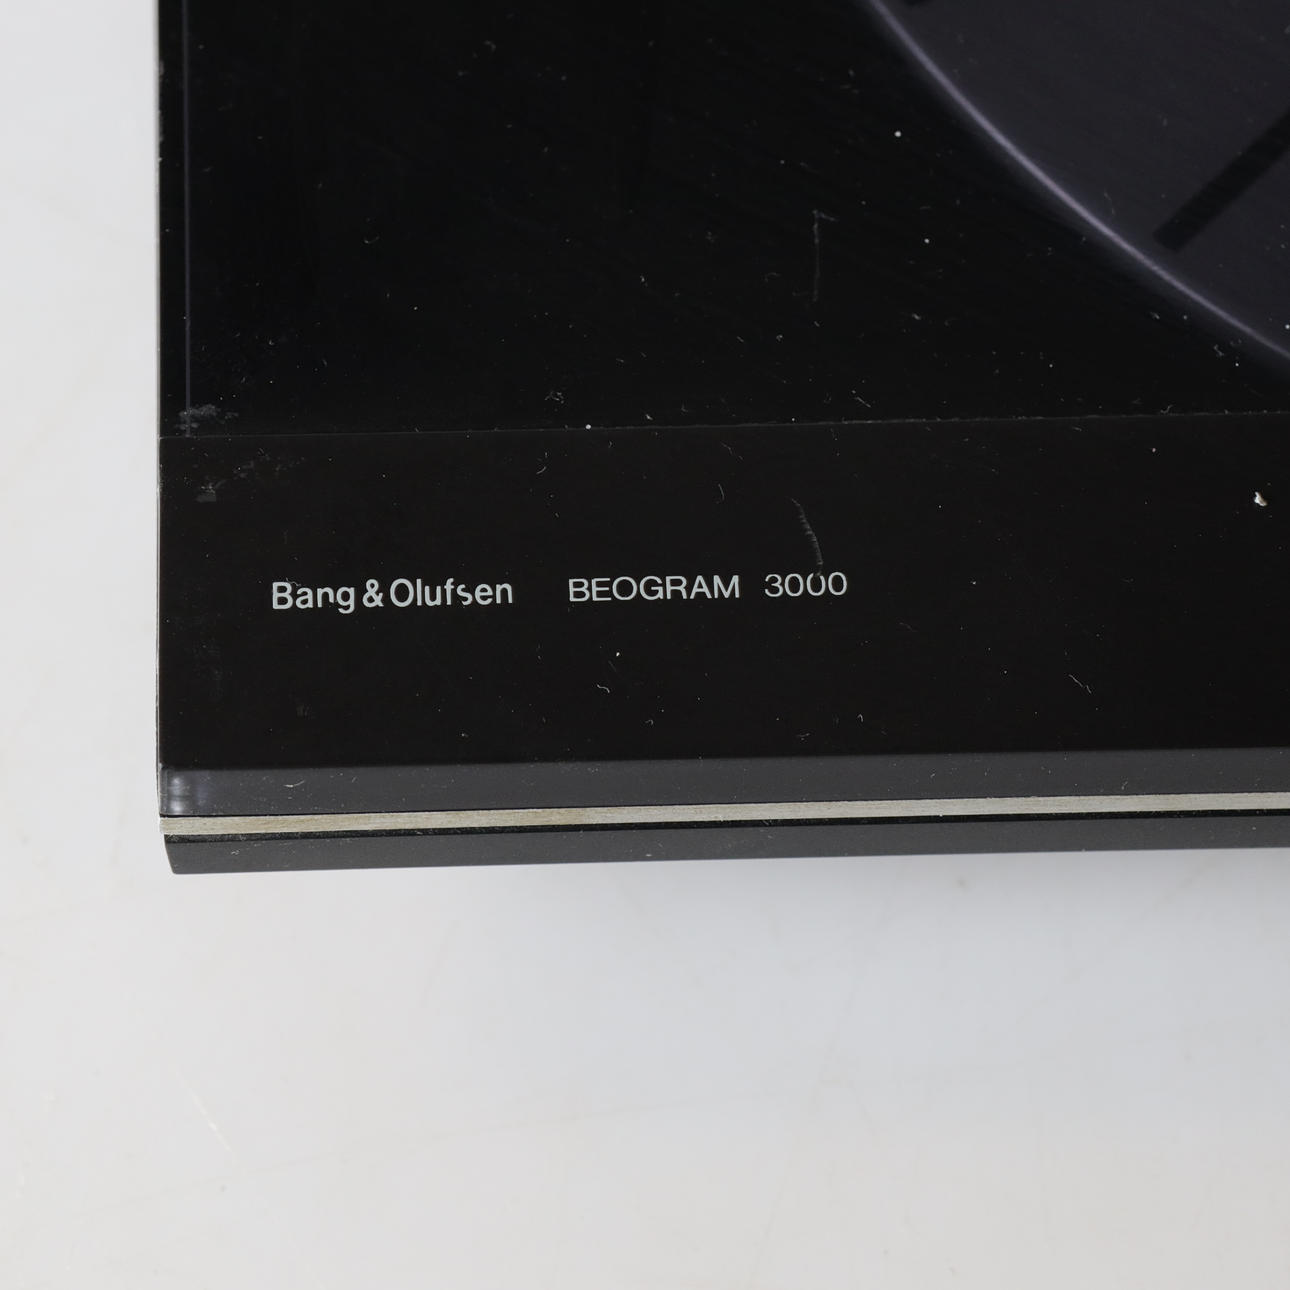 Bang & Olufsen BEOGRAM 3000